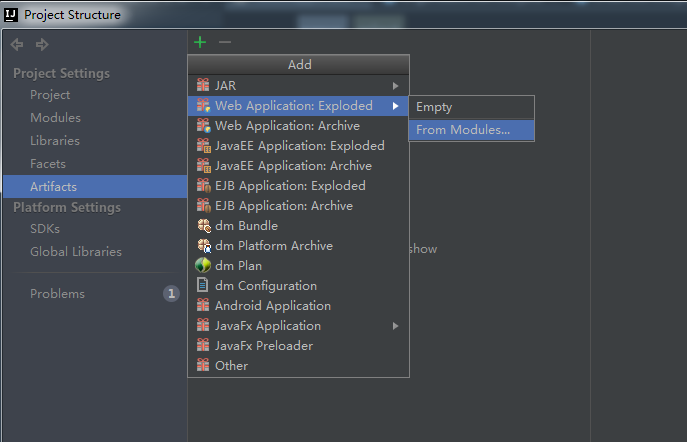 IJ Project Structure
Project Settings
Project
Modules
Libraries
Facets
Artifacts
Platform Settings
SDKs
Global Libraries
Problems 1
Add
JAR
Web Application: Exploded
Web Application: Archive
JavaEE Application: Exploded
JavaEE Application: Archive
EJB Application: Exploded
EJB Application: Archive
dm Bundle
dm Platform Archive
dm Plan
dm Configuration
Android Application
JavaFx Application
JavaFx Preloader
Other
Empty
From Modules...
show